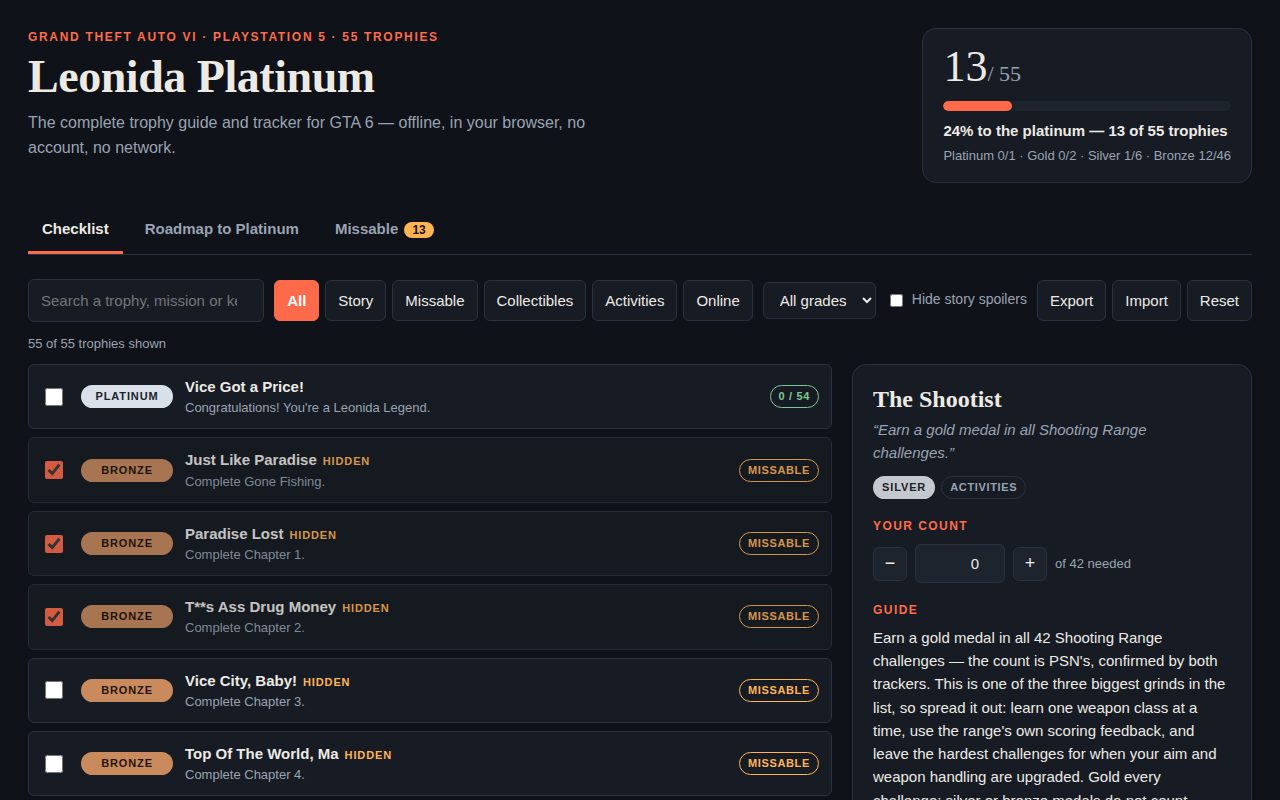 GRAND THEFT AUTO VI · PLAYSTATION 5 · 55 TROPHIES
Leonida Platinum
The complete trophy guide and tracker for GTA 6 — offline, in your browser, no
account, no network.
13 / 55
24% to the platinum — 13 of 55 trophies
Platinum 0/1 · Gold 0/2 · Silver 1/6 · Bronze 12/46
Checklist
Roadmap to Platinum
Missable 13
Search a trophy, mission or ke
All
Story
Missable
Collectibles
Activities
Online
All grades
Hide story spoilers
Export
Import
Reset
55 of 55 trophies shown
PLATINUM
Vice Got a Price!
Congratulations! You're a Leonida Legend.
0 / 54
BRONZE
Just Like Paradise HIDDEN
Complete Gone Fishing.
MISSABLE
BRONZE
Paradise Lost HIDDEN
Complete Chapter 1.
MISSABLE
BRONZE
T**s Ass Drug Money HIDDEN
Complete Chapter 2.
MISSABLE
BRONZE
Vice City, Baby! HIDDEN
Complete Chapter 3.
MISSABLE
BRONZE
Top Of The World, Ma HIDDEN
Complete Chapter 4.
MISSABLE
The Shootist
“Earn a gold medal in all Shooting Range
challenges.”
SILVER
ACTIVITIES
YOUR COUNT
− 0 + of 42 needed
GUIDE
Earn a gold medal in all 42 Shooting Range
challenges — the count is PSN's, confirmed by both
trackers. This is one of the three biggest grinds in the
list, so spread it out: learn one weapon class at a
time, use the range's own scoring feedback, and
leave the hardest challenges for when your aim and
weapon handling are upgraded. Gold every
challenge: silver or bronze medals do not count